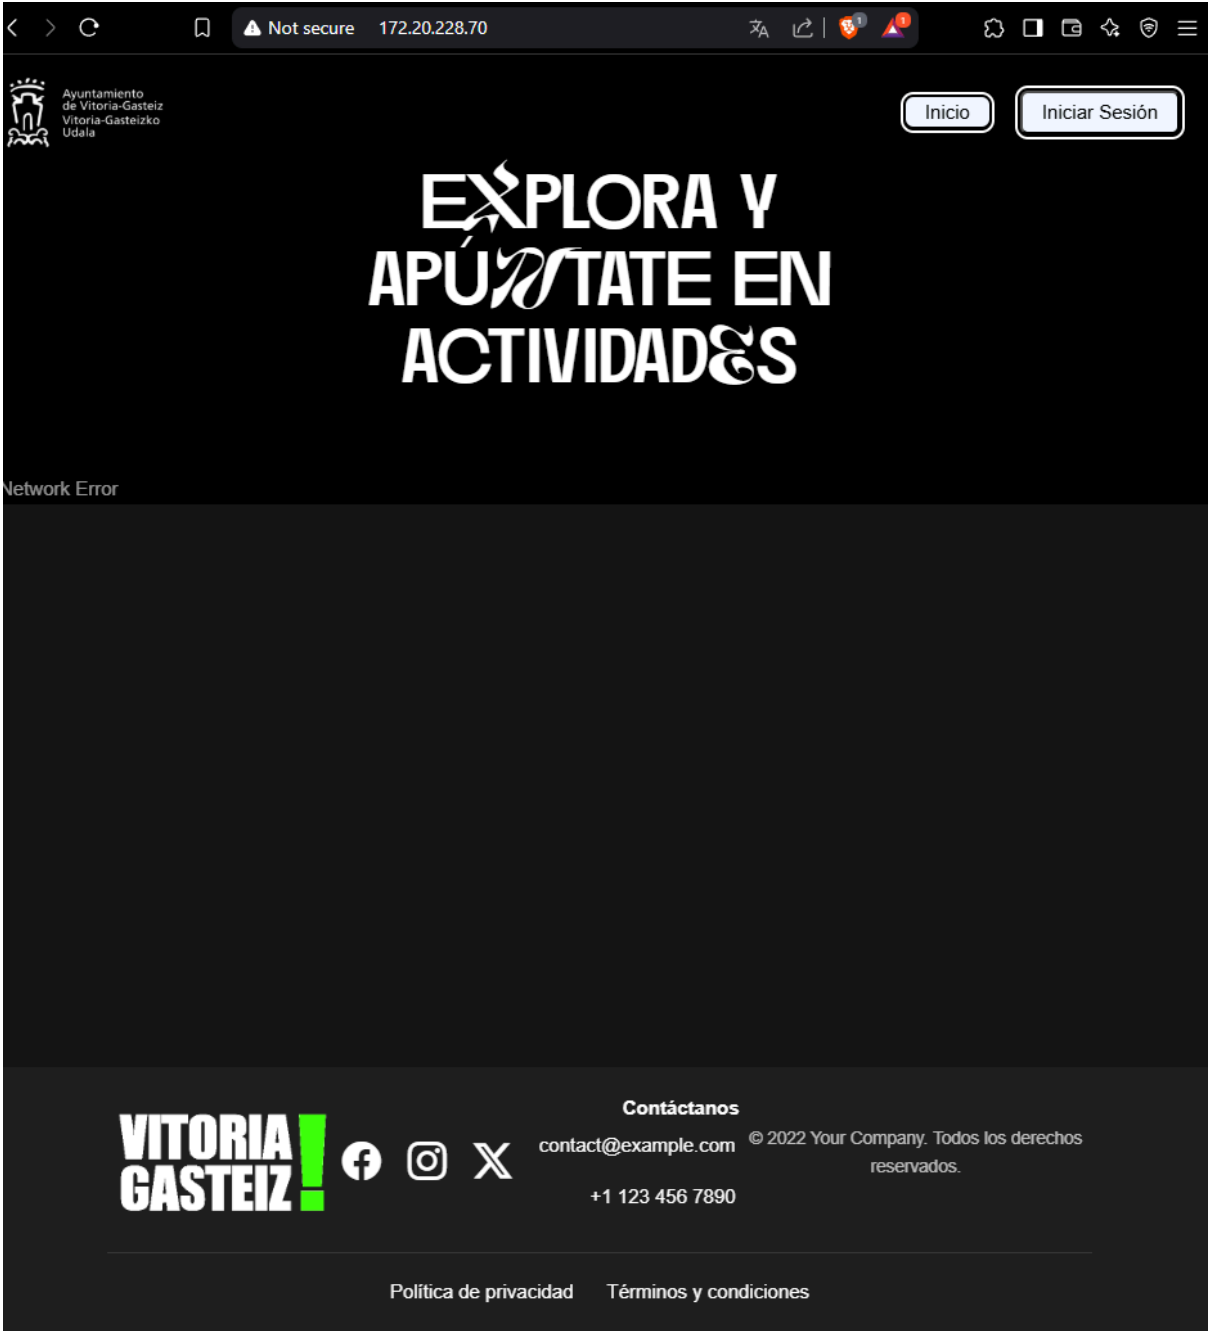 Not secure 172.20.228.70
1
1
Ayuntamiento
de Vitoria-Gasteiz
Vitoria-Gasteizko
Udala
Inicio
Iniciar Sesión
EXPLORA Y
APÚNTATE EN
ACTIVIDADES
Network Error
VITORIA
GASTEIZ!
Contáctanos
contact@example.com
+1 123 456 7890
© 2022 Your Company. Todos los derechos
reservados.
Política de privacidad
Términos y condiciones